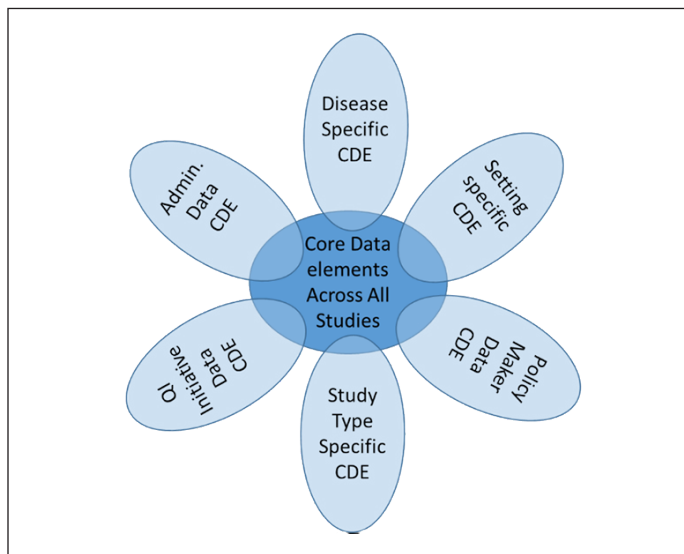 Disease
Specific
CDE
Setting
specific
CDE
Policy
Maker
Data
CDE
Study
Type
Specific
CDE
QI
Initiative
Data
CDE
Admin.
Data
CDE
Core Data
elements
Across All
Studies